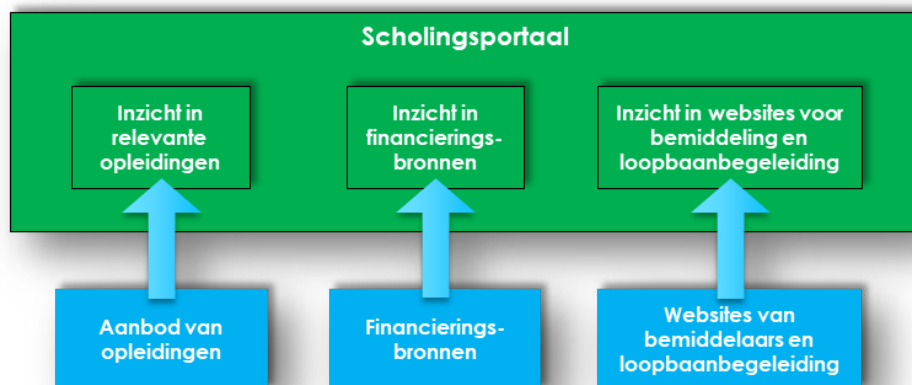 Scholingsportaal
Inzicht in
relevante
opleidingen
Inzicht in
financierings-
bronnen
Inzicht in websites voor
bemiddeling en
loopbaanbegeleiding
Aanbod van
opleidingen
Financierings-
bronnen
Websites van
bemiddelaars en
loopbaanbegeleiding